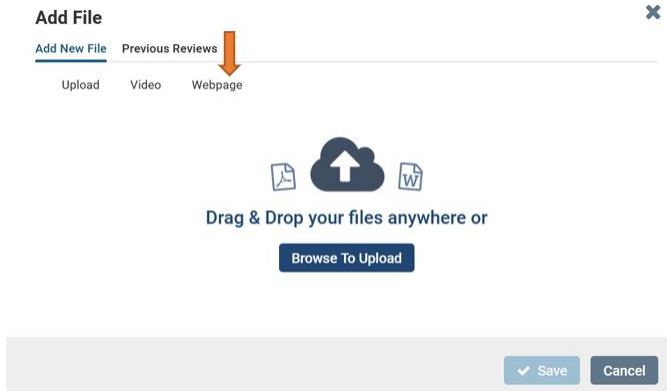 Add File
Add New File Previous Reviews
Upload Video Webpage
W
Drag & Drop your files anywhere or
Browse To Upload
Save Cancel